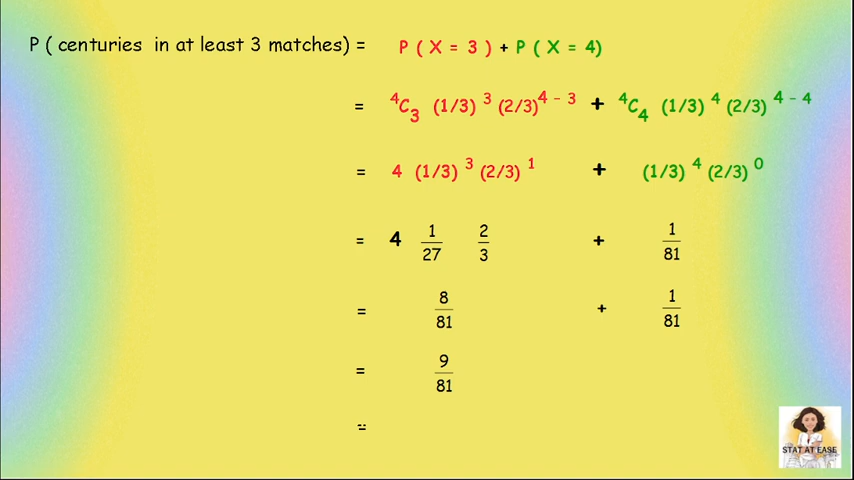 P ( centuries in at least 3 matches) = P ( X = 3 ) + P ( X = 4)
= ⁴C₃ (1/3) ³ (2/3)⁴ ⁻ ³ + ⁴C₄ (1/3) ⁴ (2/3) ⁴ ⁻ ⁴
= 4 (1/3) ³ (2/3) ¹ + (1/3) ⁴ (2/3) ⁰
= 4 1/27 2/3 + 1/81
= 8/81 + 1/81
= 9/81
=
STAT AT EASE